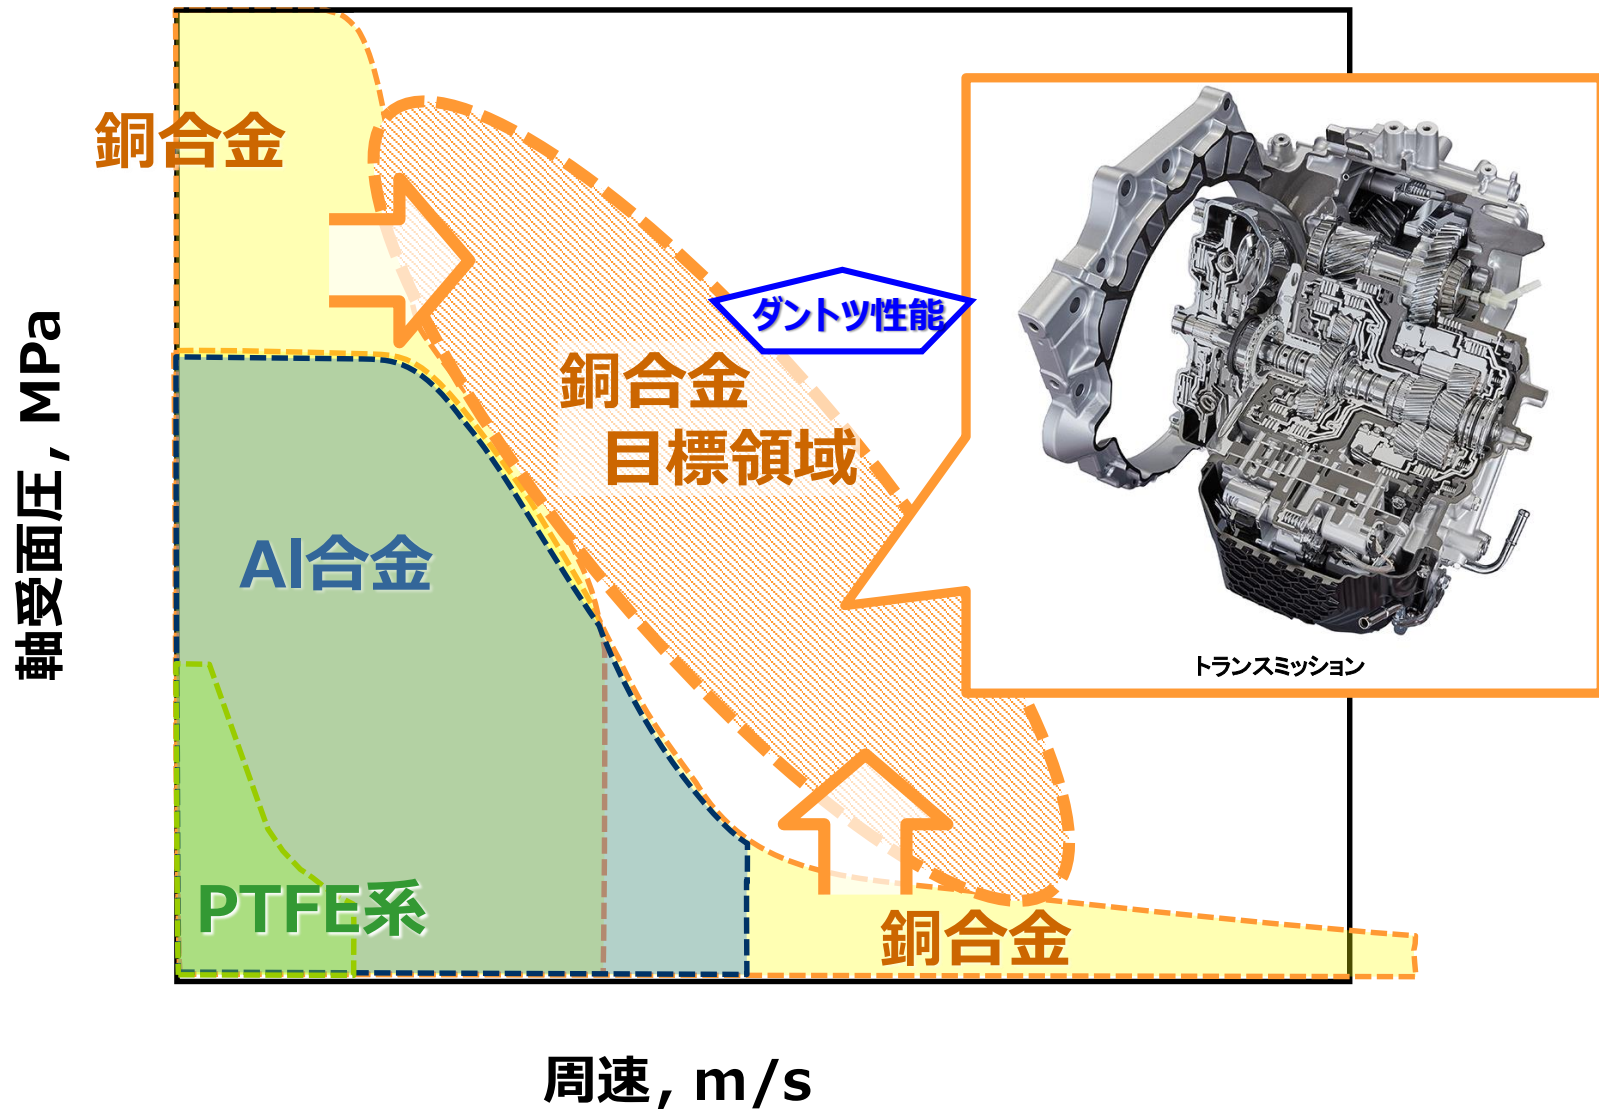 銅合金
ダントツ性能
銅合金
目標領域
Al合金
PTFE系
銅合金
トランスミッション
軸受面圧, MPa
周速, m/s